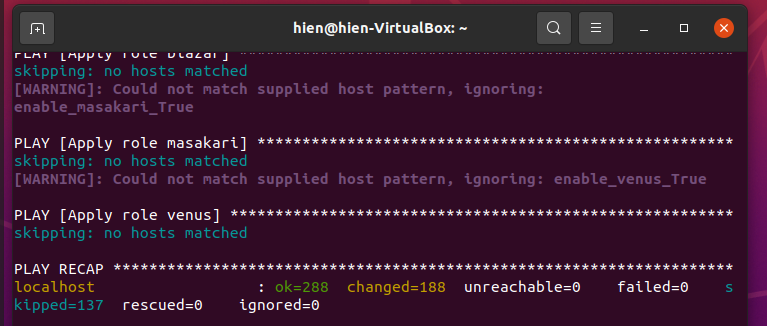 hien@hien-VirtualBox: ~
PLAY [Apply role blazar] *******************************************************
skipping: no hosts matched
[WARNING]: Could not match supplied host pattern, ignoring:
enable_masakari_True
PLAY [Apply role masakari] *****************************************************
skipping: no hosts matched
[WARNING]: Could not match supplied host pattern, ignoring: enable_venus_True
PLAY [Apply role venus] ********************************************************
skipping: no hosts matched
PLAY RECAP *********************************************************************
localhost                  : ok=288  changed=188  unreachable=0    failed=0    s
kipped=137  rescued=0    ignored=0